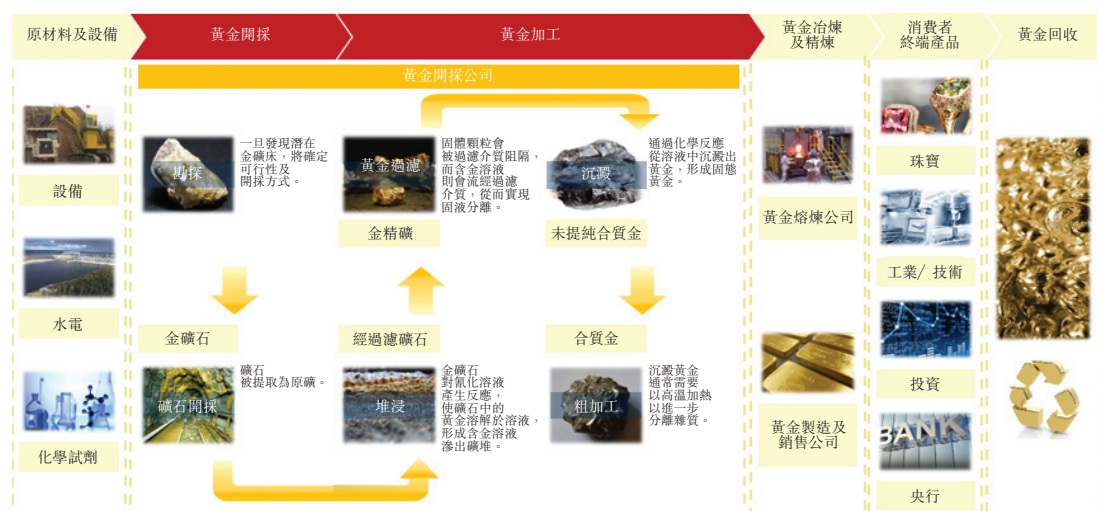 原材料及設備
黃金開採
黃金加工
黃金冶煉
及精煉
消費者
終端產品
黃金回收
黃金開採公司
設備
水電
化學試劑
勘探
一旦發現潛在
金礦床，將確定
可行性及
開採方式。
金礦石
礦石開採
礦石
被提取為原礦。
黃金過濾
固體顆粒會
被過濾介質阻隔，
而含金溶液
則會流經過濾
介質，從而實現
固液分離。
金精礦
經過濾礦石
堆浸
金礦石
對氰化溶液
產生反應，
使礦石中的
黃金溶解於溶液，
形成含金溶液
滲出礦堆。
沉澱
通過化學反應
從溶液中沉澱出
黃金，形成固態
黃金。
未提純合質金
合質金
粗加工
沉澱黃金
通常需要
以高溫加熱
以進一步
分離雜質。
黃金熔煉公司
黃金製造及
銷售公司
珠寶
工業/ 技術
投資
BANK
央行